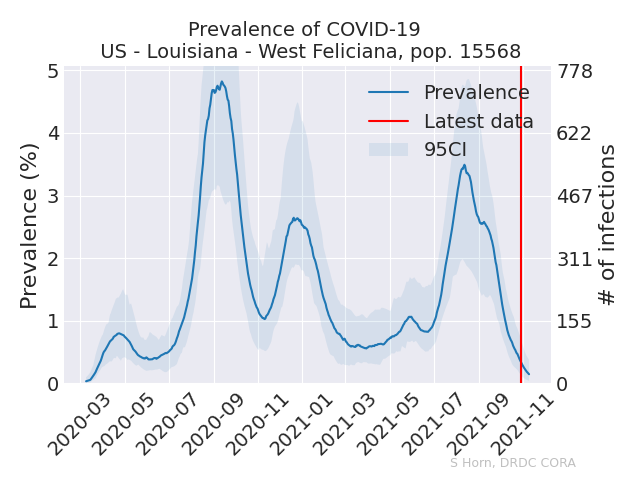 Prevalence of COVID-19
US - Louisiana - West Feliciana, pop. 15568
Prevalence (%)
5
4
3
2
1
0
Prevalence
Latest data
95CI
778
622
467
311
155
0
# of infections
2020-03
2020-05
2020-07
2020-09
2020-11
2021-01
2021-03
2021-05
2021-07
2021-09
2021-11
S Horn, DRDC CORA